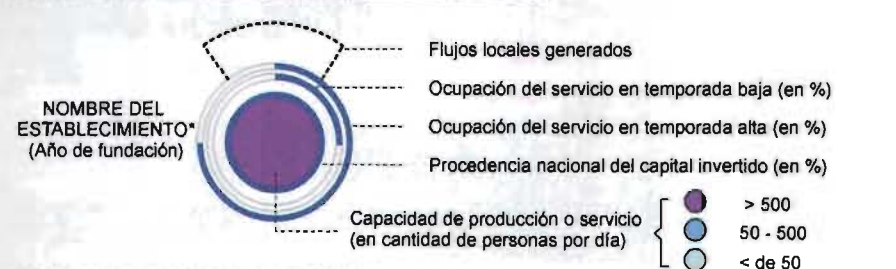 Flujos locales generados
Ocupación del servicio en temporada baja (en %)
NOMBRE DEL
ESTABLECIMIENTO*
(Año de fundación)
Ocupación del servicio en temporada alta (en %)
Procedencia nacional del capital invertido (en %)
Capacidad de producción o servicio
(en cantidad de personas por día)
> 500
50 - 500
< de 50